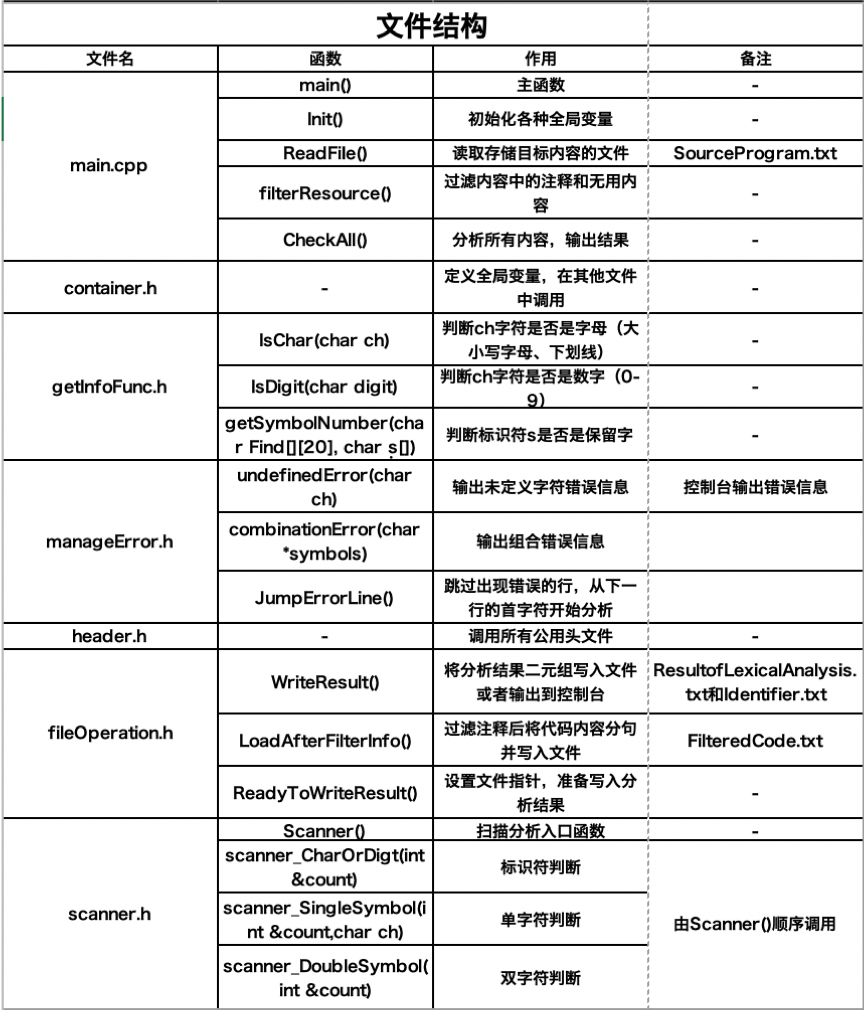 文件结构
文件名 函数 作用 备注
main.cpp
main() 主函数 -
Init() 初始化各种全局变量 -
ReadFile() 读取存储目标内容的文件 SourceProgram.txt
filterResource() 过滤内容中的注释和无用内
容 -
CheckAll() 分析所有内容，输出结果 -
container.h - 定义全局变量，在其他文件
中调用 -
getInfoFunc.h
IsChar(char ch) 判断ch字符是否是字母（大
小写字母、下划线） -
IsDigit(char digit) 判断ch字符是否是数字（0-
9） -
getSymbolNumber(cha
r Find[][20], char s[]) 判断标识符s是否是保留字 -
manageError.h
undefinedError(char
ch) 输出未定义字符错误信息 控制台输出错误信息
combinationError(char
*symbols) 输出组合错误信息
JumpErrorLine() 跳过出现错误的行，从下一
行的首字符开始分析
header.h - 调用所有公用头文件 -
fileOperation.h
WriteResult() 将分析结果二元组写入文件
或者输出到控制台 ResultofLexicalAnalysis.
txt和Identifier.txt
LoadAfterFilterInfo() 过滤注释后将代码内容分句
并写入文件 FilteredCode.txt
ReadyToWriteResult() 设置文件指针，准备写入分
析结果 -
scanner.h
Scanner() 扫描分析入口函数 -
scanner_CharOrDigt(int
&count) 标识符判断
scanner_SingleSymbol(i
nt &count,char ch) 单字符判断
由Scanner()顺序调用
scanner_DoubleSymbol(
int &count) 双字符判断